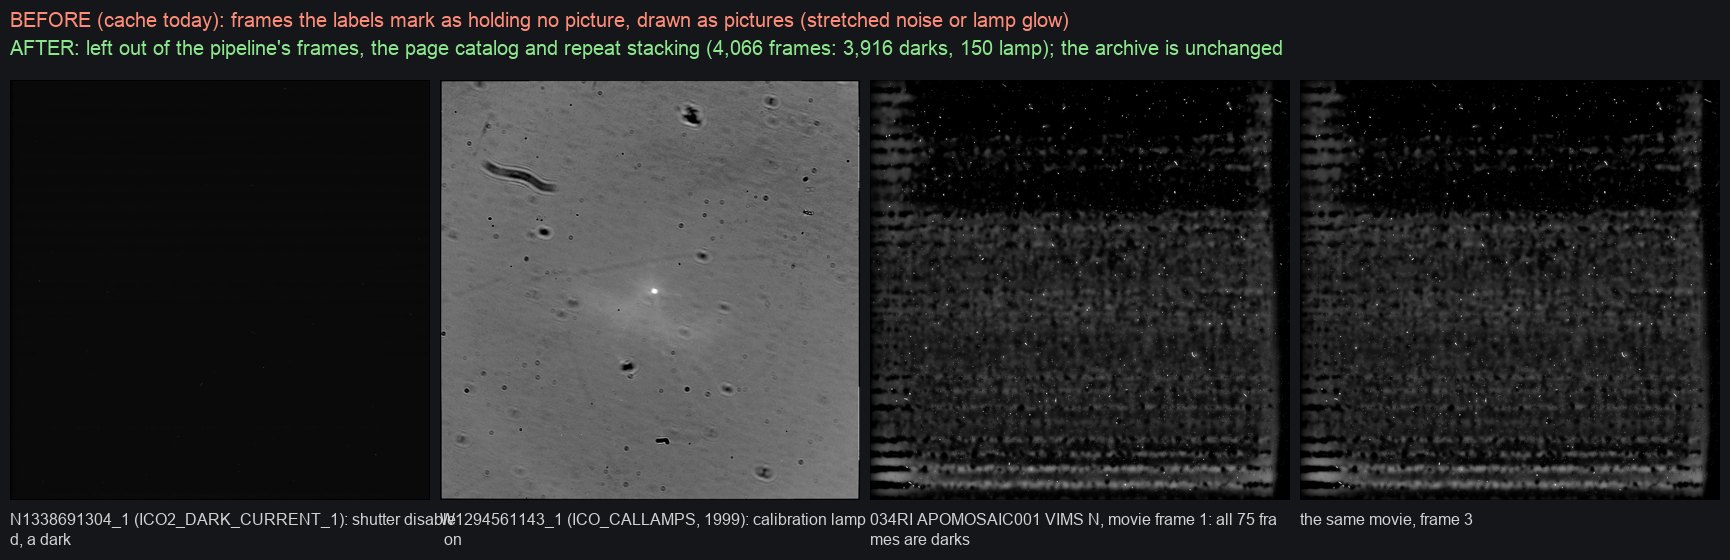 BEFORE (cache today): frames the labels mark as holding no picture, drawn as pictures (stretched noise or lamp glow)
AFTER: left out of the pipeline's frames, the page catalog and repeat stacking (4,066 frames: 3,916 darks, 150 lamp); the archive is unchanged
N1338691304_1 (ICO2_DARK_CURRENT_1): shutter disable
d, a dark
W1294561143_1 (ICO_CALLAMPS, 1999): calibration lamp
on
034RI APOMOSAIC001 VIMS N, movie frame 1: all 75 fra
mes are darks
the same movie, frame 3